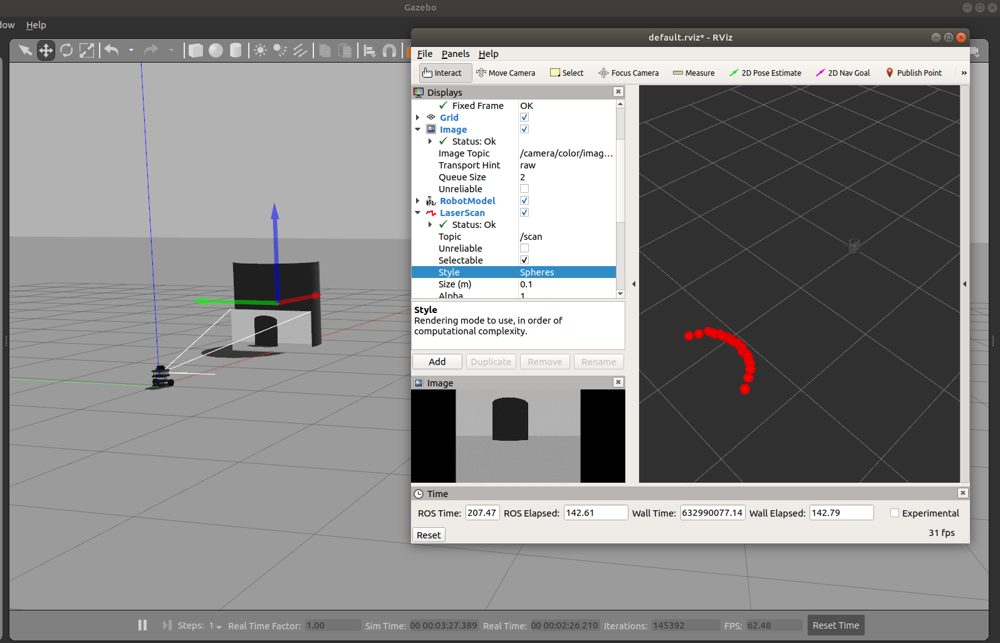 Gazebo
dow Help
default.rviz* - RViz
File Panels Help
Interact Move Camera Select Focus Camera Measure 2D Pose Estimate 2D Nav Goal Publish Point »
Displays
Fixed Frame OK
Grid
Image
Status: Ok
Image Topic /camera/color/imag...
Transport Hint raw
Queue Size 2
Unreliable
RobotModel
LaserScan
Status: Ok
Topic /scan
Unreliable
Selectable
Style Spheres
Size (m) 0.1
Alpha 1
Style
Rendering mode to use, in order of
computational complexity.
Add Duplicate Remove Rename
Image
Time
ROS Time: 207.47 ROS Elapsed: 142.61 Wall Time: 632990077.14 Wall Elapsed: 142.79 Experimental
Reset 31 fps
Steps: 1 Real Time Factor: 1.00 Sim Time: 00 00:03:27.389 Real Time: 00 00:02:26.210 Iterations: 145392 FPS: 62.48 Reset Time